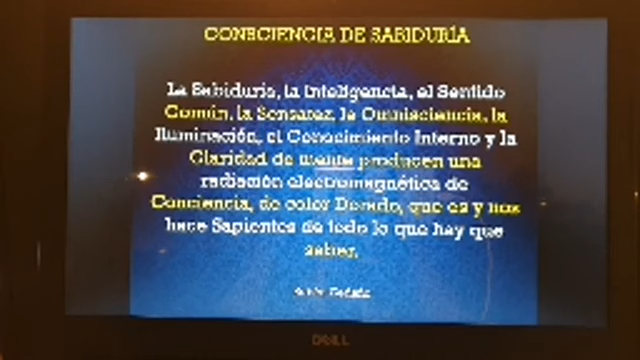 CONSCIENCIA DE SABIDURÍA
La Sabiduría, la Inteligencia, el Sentido
Común, la Sensatez, la Omnisciencia, la
Iluminación, el Conocimiento Interno y la
Claridad de mente producen una
radiación electromagnética de
Conciencia, de color Dorado, que es y nos
hace Sapientes de todo lo que hay que
saber.
DELL